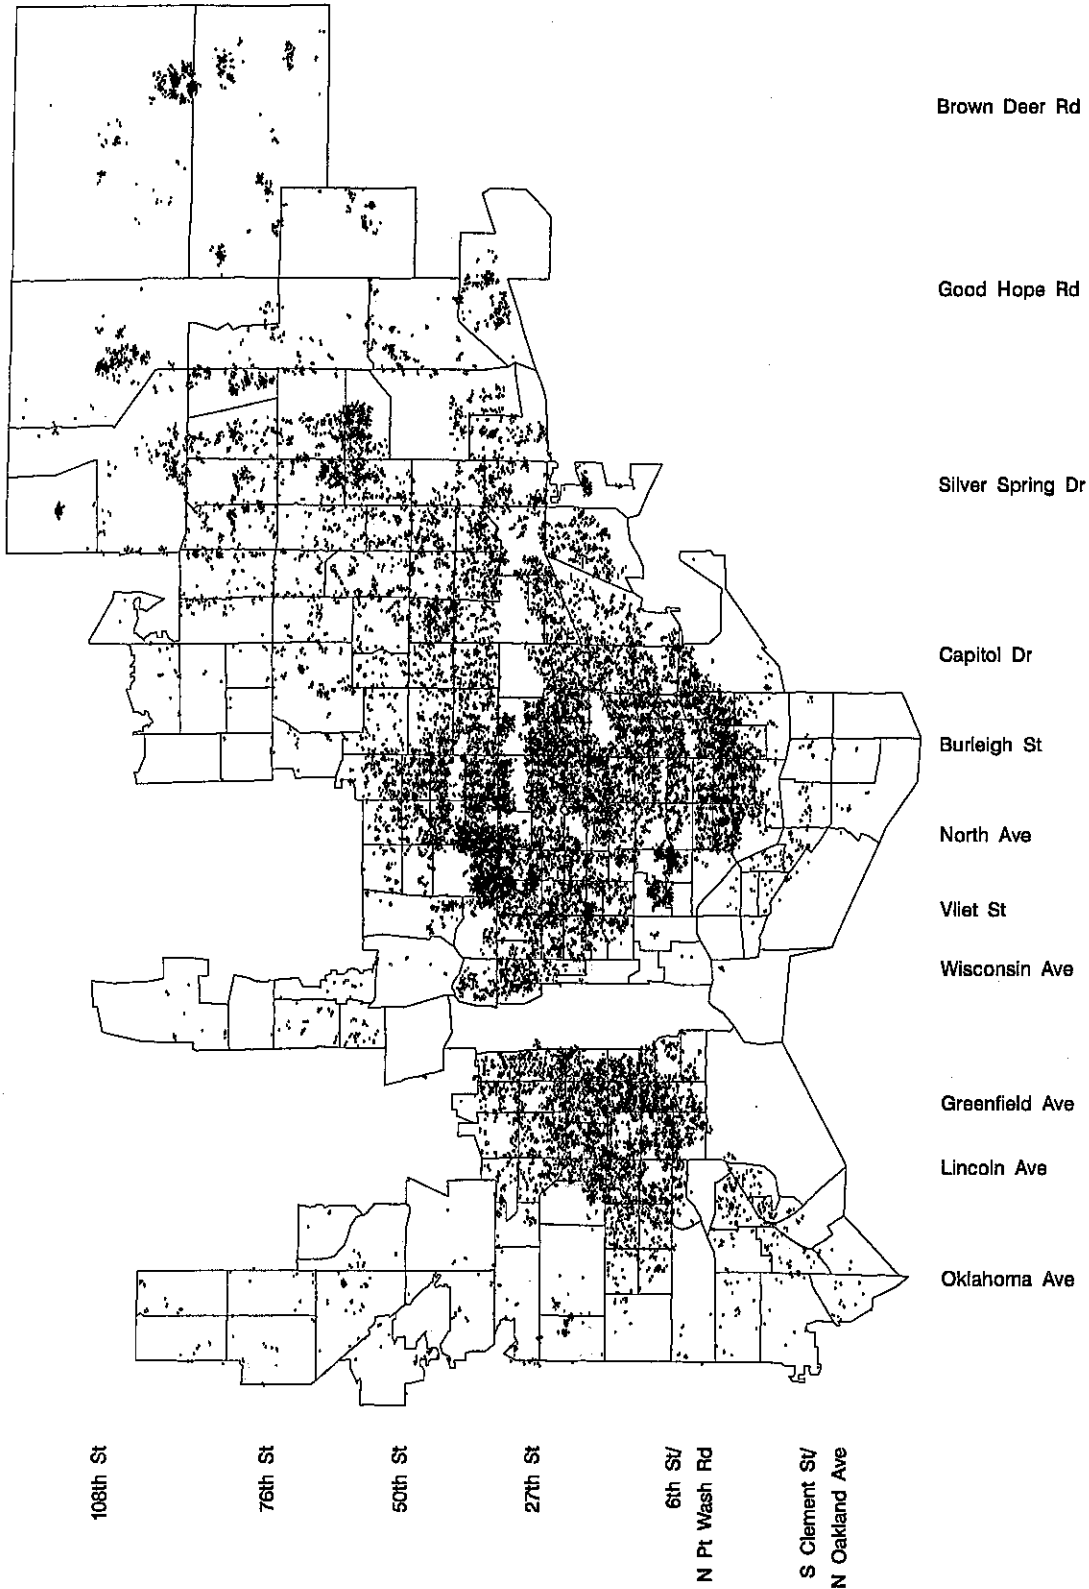 Brown Deer Rd
Good Hope Rd
Silver Spring Dr
Capitol Dr
Burleigh St
North Ave
Vliet St
Wisconsin Ave
Greenfield Ave
Lincoln Ave
Oklahoma Ave
108th St
76th St
50th St
27th St
6th St/
N Pt Wash Rd
S Clement St/
N Oakland Ave